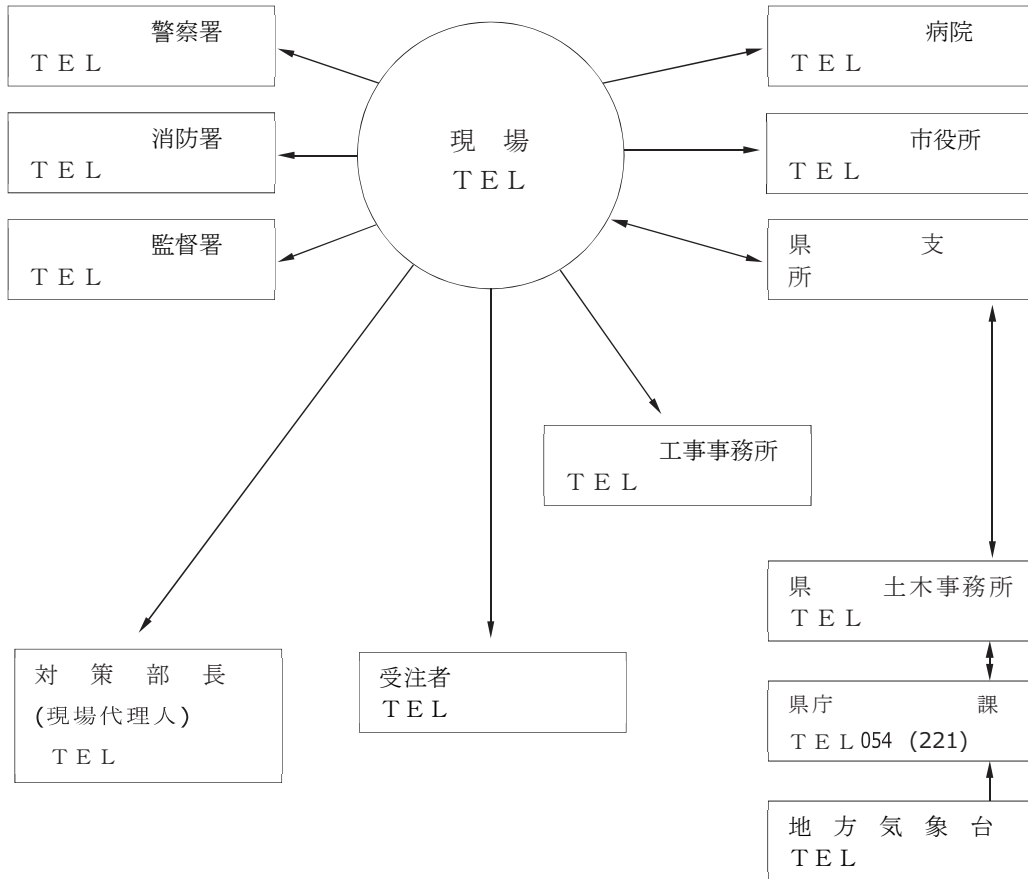 警察署
ＴＥＬ
消防署
ＴＥＬ
監督署
ＴＥＬ
現　場
ＴＥＬ
病院
ＴＥＬ
市役所
ＴＥＬ
県　支
所
工事事務所
ＴＥＬ
県　土木事務所
ＴＥＬ
県庁　課
ＴＥＬ 054 (221)
地方気象台
ＴＥＬ
対策部長
(現場代理人)
ＴＥＬ
受注者
ＴＥＬ